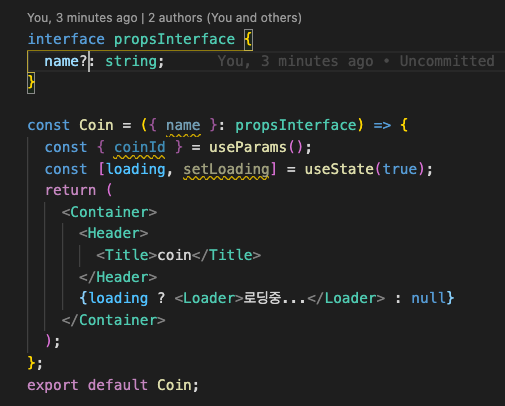 You, 3 minutes ago | 2 authors (You and others)
interface propsInterface {
  name?: string;     You, 3 minutes ago • Uncommitted
}

const Coin = ({ name }: propsInterface) => {
  const { coinId } = useParams();
  const [loading, setLoading] = useState(true);
  return (
    <Container>
      <Header>
        <Title>coin</Title>
      </Header>
      {loading ? <Loader>로딩중...</Loader> : null}
    </Container>
  );
};
export default Coin;